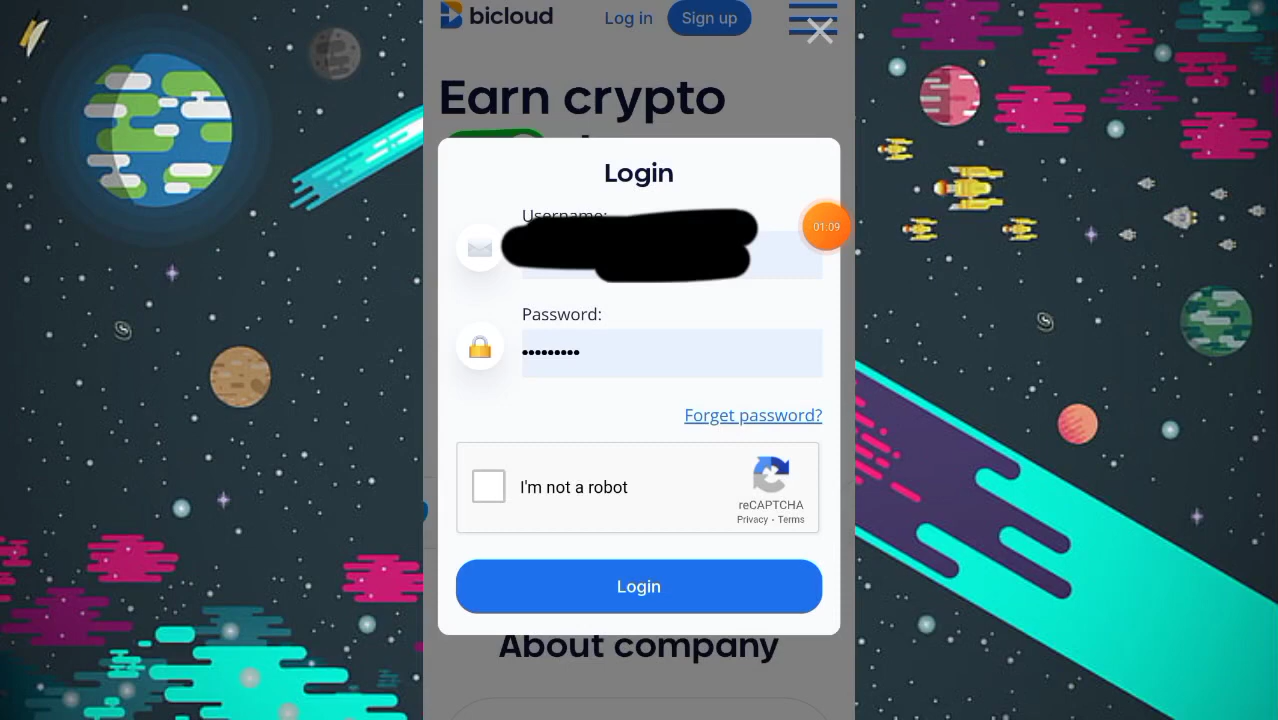 bicloud Log in Sign up
Earn crypto
Login
Username:
01:09
Password:
•••••••••
Forget password?
I'm not a robot
reCAPTCHA
Privacy - Terms
Login
About company